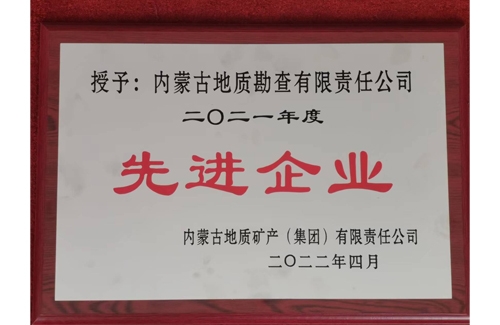 授予：内蒙古地质勘查有限责任公司
二〇二一年度
先进企业
内蒙古地质矿产（集团）有限责任公司
二〇二二年四月